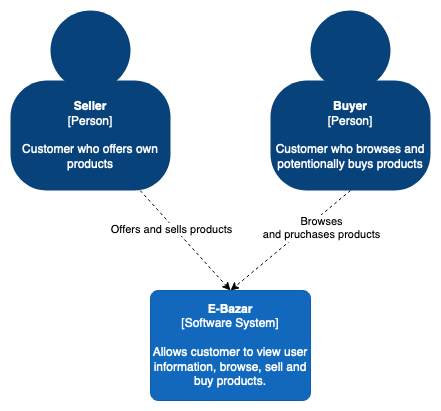 Seller
[Person]
Customer who offers own
products
Buyer
[Person]
Customer who browses and
potentionally buys products
Offers and sells products
Browses
and pruchases products
E-Bazar
[Software System]
Allows customer to view user
information, browse, sell and
buy products.